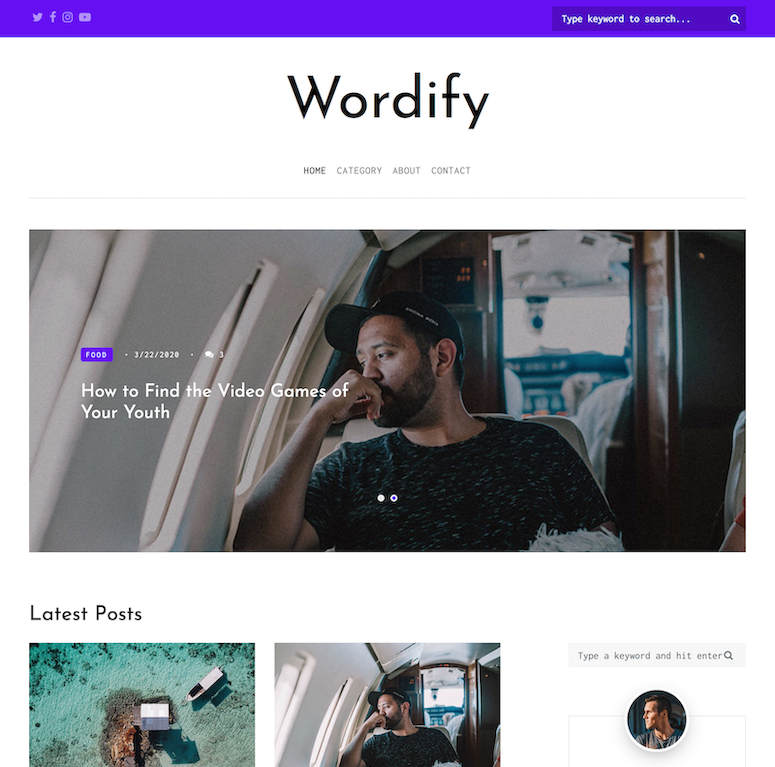 Type keyword to search...
Wordify
HOME CATEGORY ABOUT CONTACT
FOOD • 3/22/2020 • 3
How to Find the Video Games of
Your Youth
Latest Posts
Type a keyword and hit enter